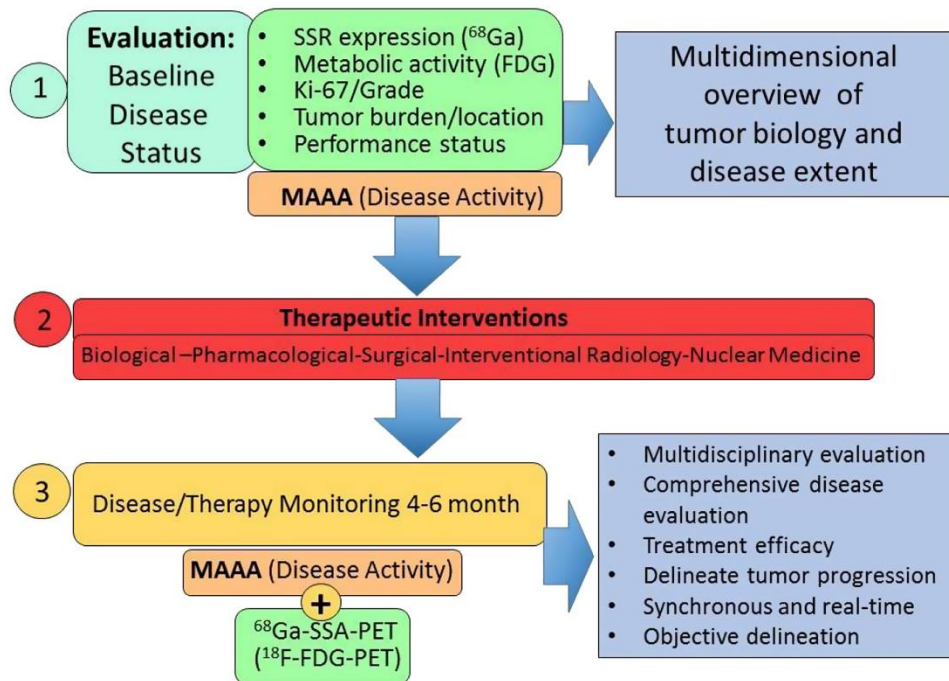 1
Evaluation:
Baseline
Disease
Status
• SSR expression (⁶⁸Ga)
• Metabolic activity (FDG)
• Ki-67/Grade
• Tumor burden/location
• Performance status
MAAA (Disease Activity)
Multidimensional
overview of
tumor biology and
disease extent
2
Therapeutic Interventions
Biological–Pharmacological-Surgical-Interventional Radiology-Nuclear Medicine
3
Disease/Therapy Monitoring 4-6 month
MAAA (Disease Activity)
+
⁶⁸Ga-SSA-PET
(¹⁸F-FDG-PET)
• Multidisciplinary evaluation
• Comprehensive disease
evaluation
• Treatment efficacy
• Delineate tumor progression
• Synchronous and real-time
• Objective delineation